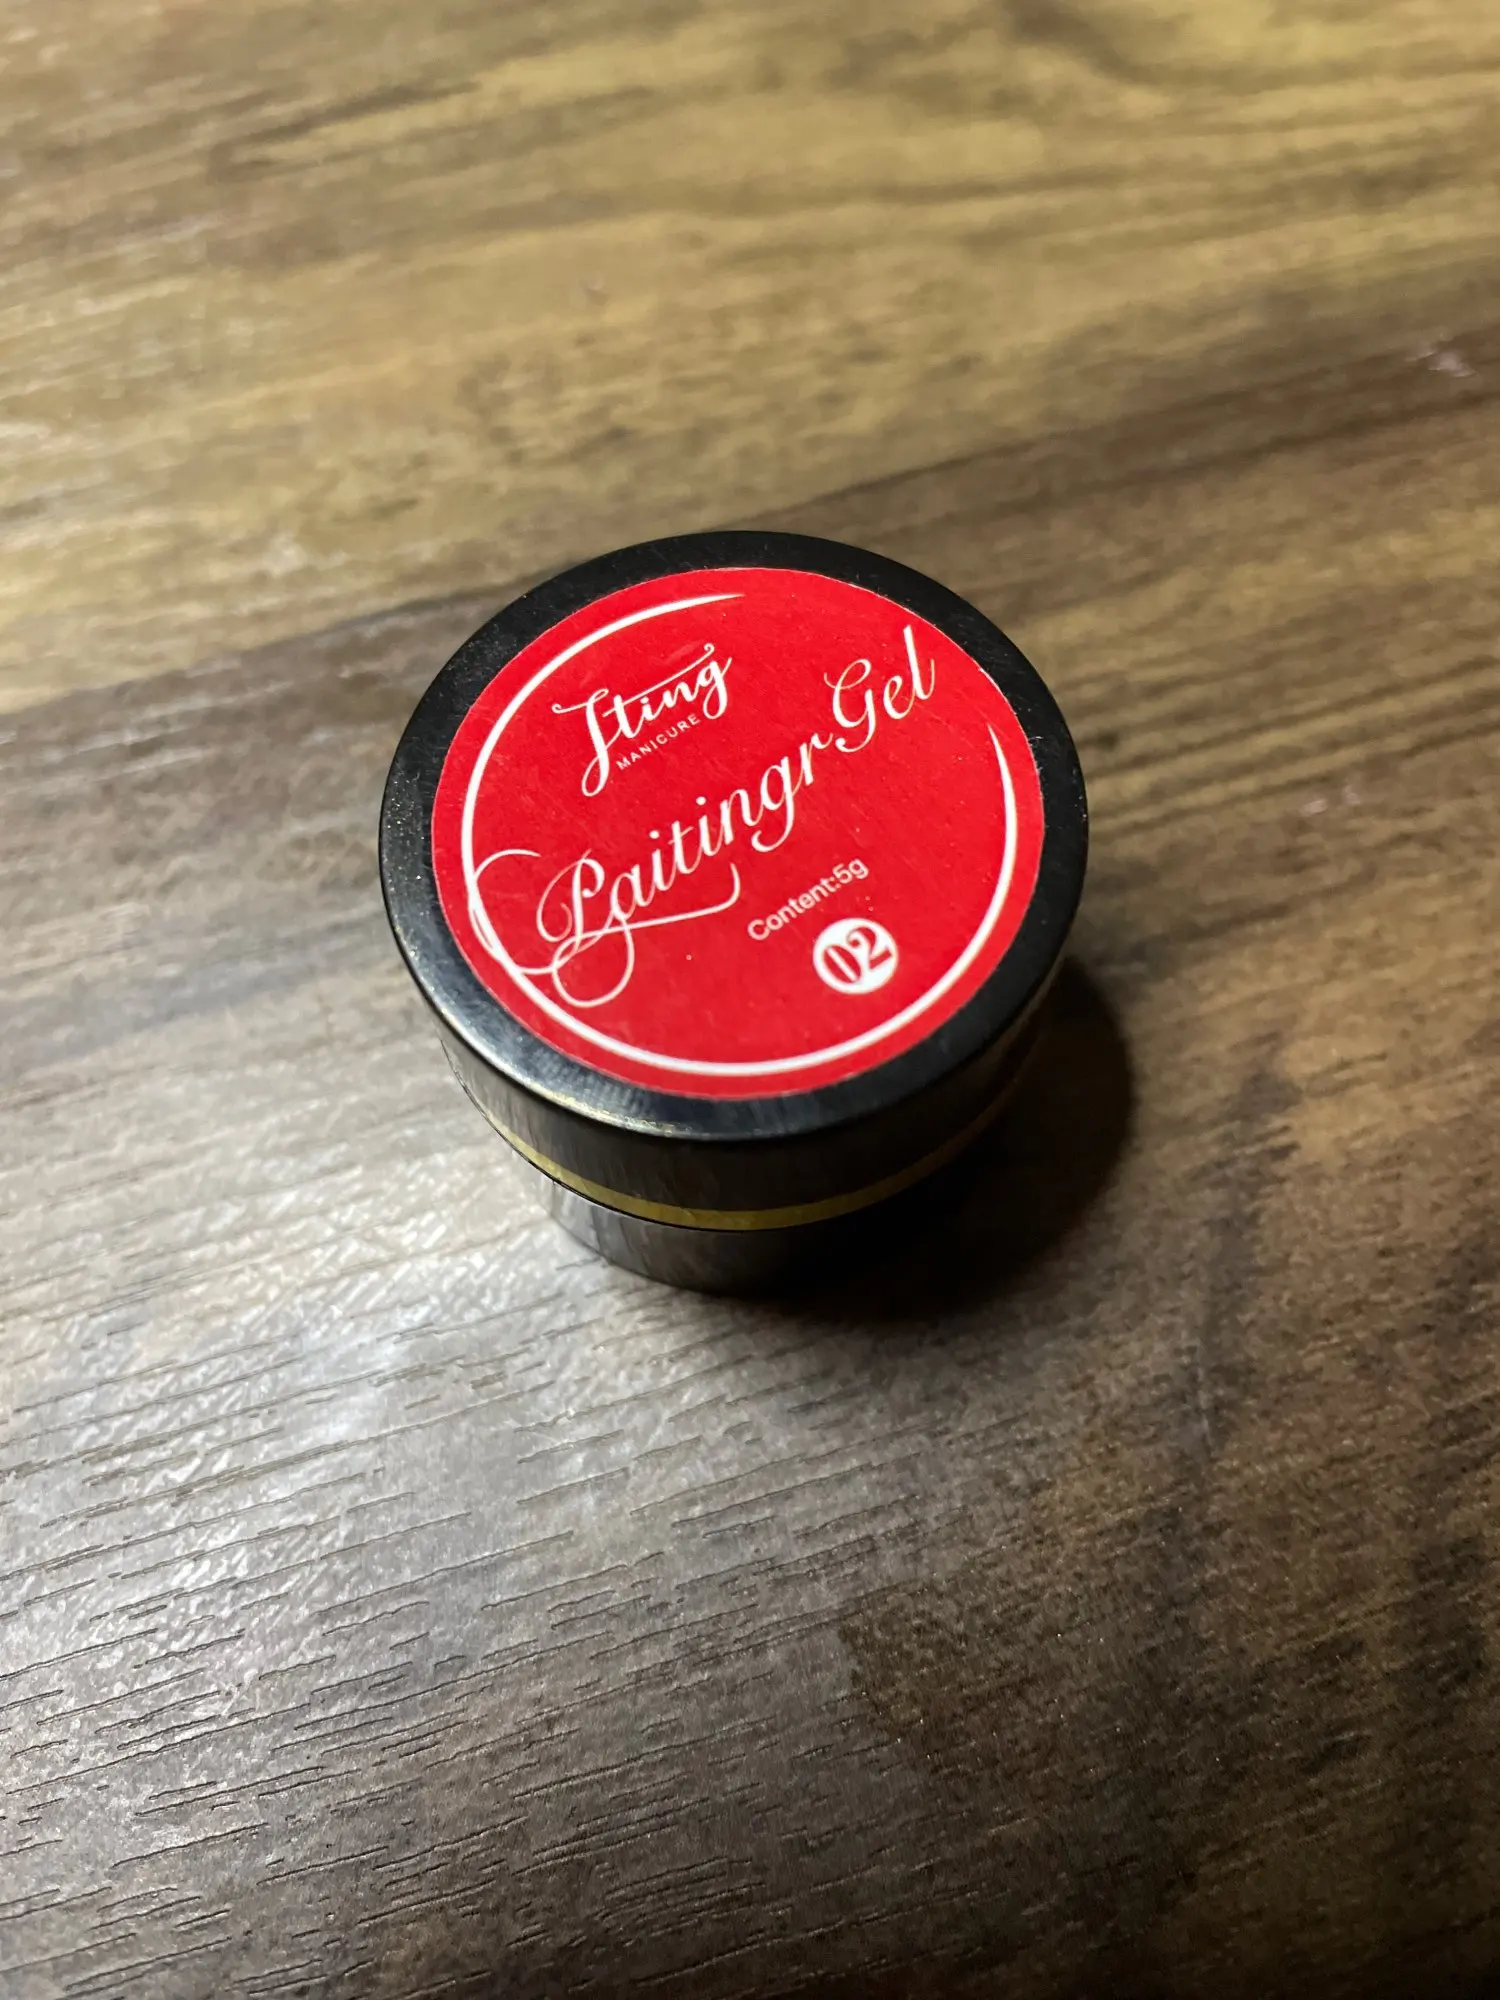 Jting
MANICURE
PaitingrGel
Content:5g
02